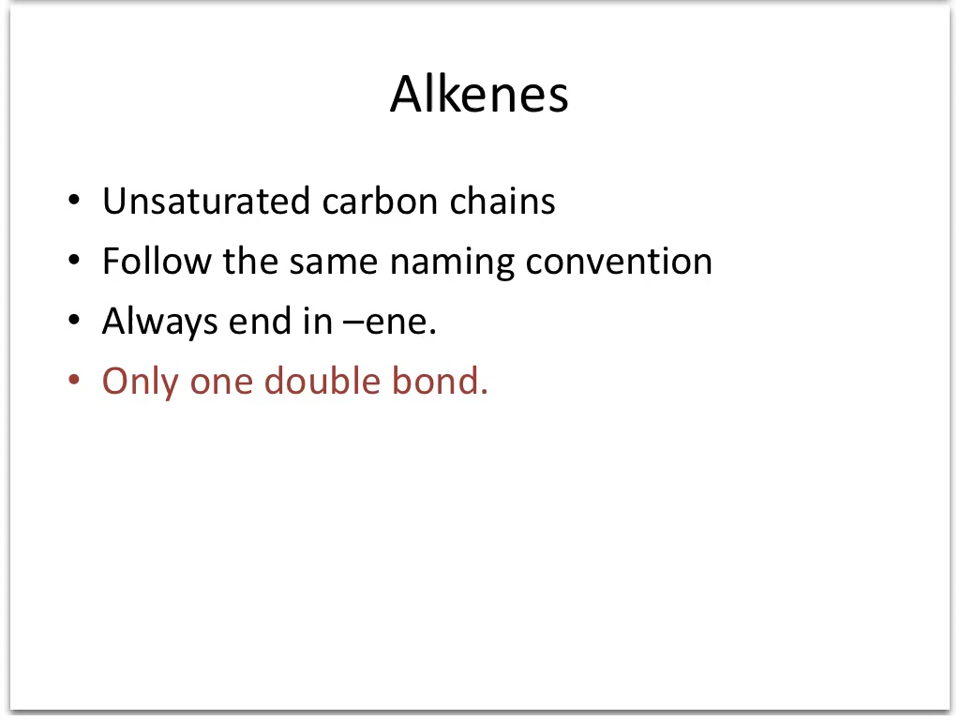 Alkenes
• Unsaturated carbon chains
• Follow the same naming convention
• Always end in –ene.
• Only one double bond.